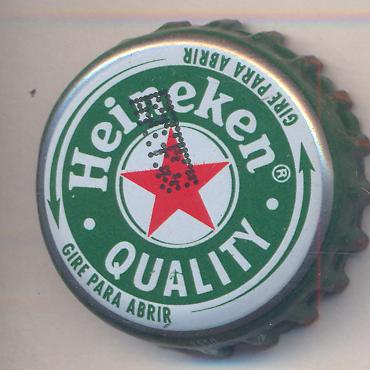 Heineken®
• QUALITY •
GIRE PARA ABRIR
GIRE PARA ABRIR